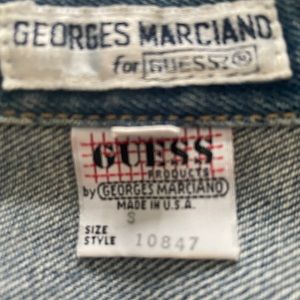 GEORGES MARCIANO
for GUESS? ®
GUESS
PRODUCTS
by GEORGES MARCIANO
MADE IN U.S.A.
SIZE S
STYLE 10847